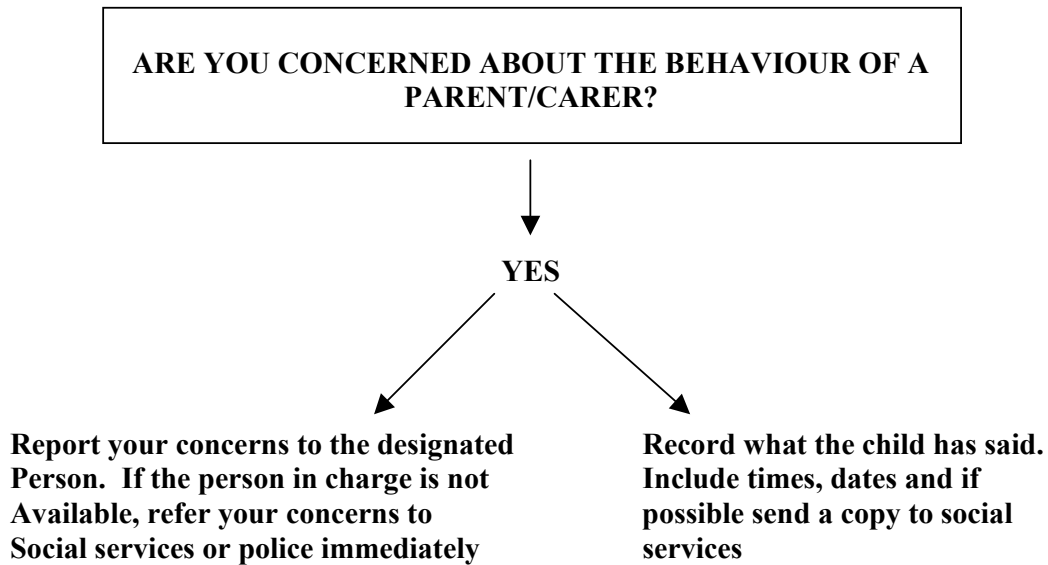 ARE YOU CONCERNED ABOUT THE BEHAVIOUR OF A
PARENT/CARER?
YES
Report your concerns to the designated
Person. If the person in charge is not
Available, refer your concerns to
Social services or police immediately
Record what the child has said.
Include times, dates and if
possible send a copy to social
services